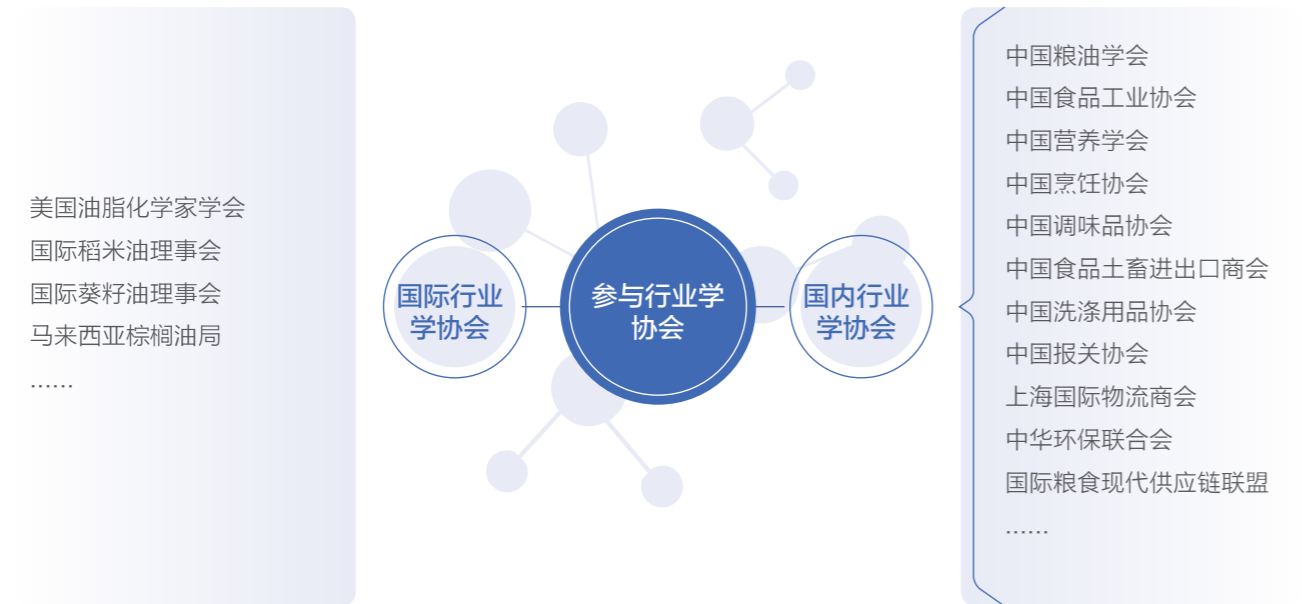 美国油脂化学家学会
国际稻米油理事会
国际葵籽油理事会
马来西亚棕榈油局
……
国际行业
学协会
参与行业学
协会
国内行业
学协会
中国粮油学会
中国食品工业协会
中国营养学会
中国烹饪协会
中国调味品协会
中国食品土畜进出口商会
中国洗涤用品协会
中国报关协会
上海国际物流商会
中华环保联合会
国际粮食现代供应链联盟
……